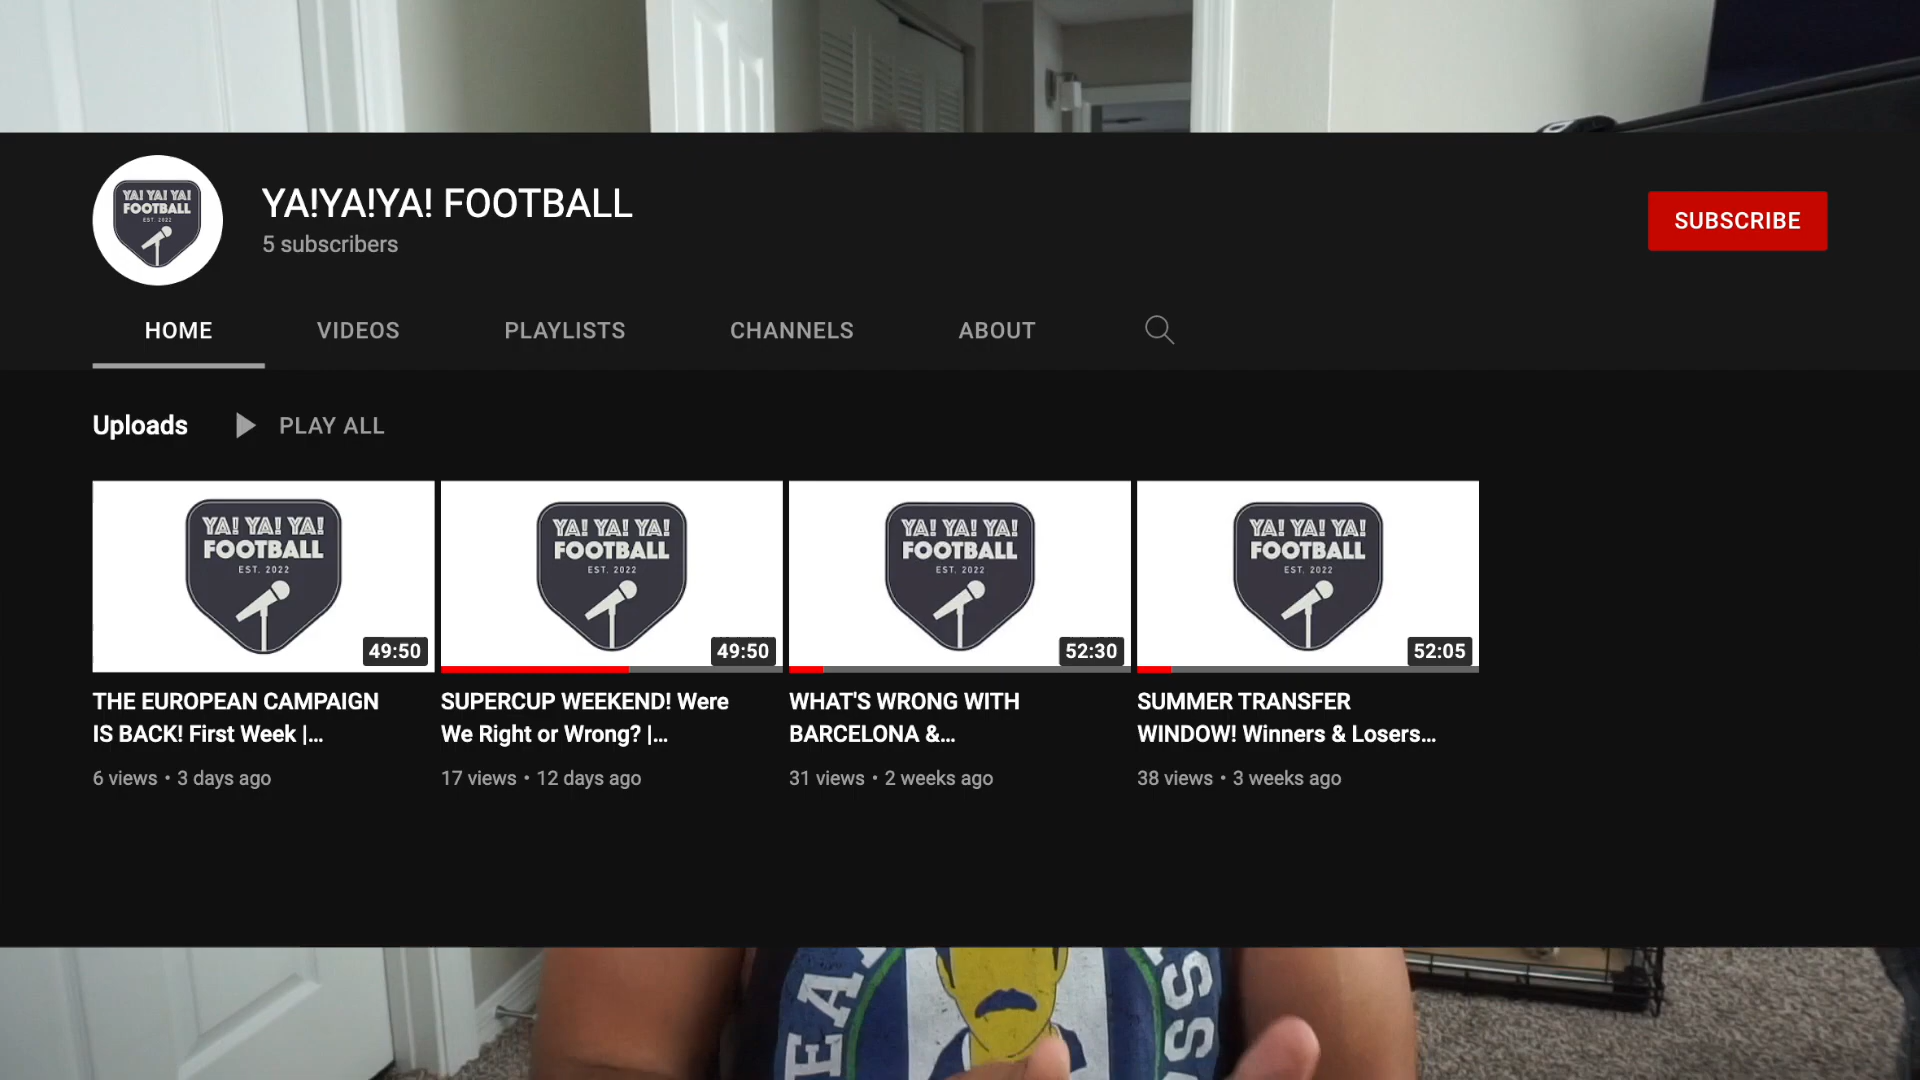 YA! YA! YA!
FOOTBALL
EST. 2022
YA!YA!YA! FOOTBALL
5 subscribers
SUBSCRIBE
HOME
VIDEOS
PLAYLISTS
CHANNELS
ABOUT
Uploads
PLAY ALL
YA! YA! YA!
FOOTBALL
EST. 2022
49:50
YA! YA! YA!
FOOTBALL
EST. 2022
49:50
YA! YA! YA!
FOOTBALL
EST. 2022
52:30
YA! YA! YA!
FOOTBALL
EST. 2022
52:05
THE EUROPEAN CAMPAIGN
IS BACK! First Week |...
6 views • 3 days ago
SUPERCUP WEEKEND! Were
We Right or Wrong? |...
17 views • 12 days ago
WHAT'S WRONG WITH
BARCELONA &...
31 views • 2 weeks ago
SUMMER TRANSFER
WINDOW! Winners & Losers...
38 views • 3 weeks ago